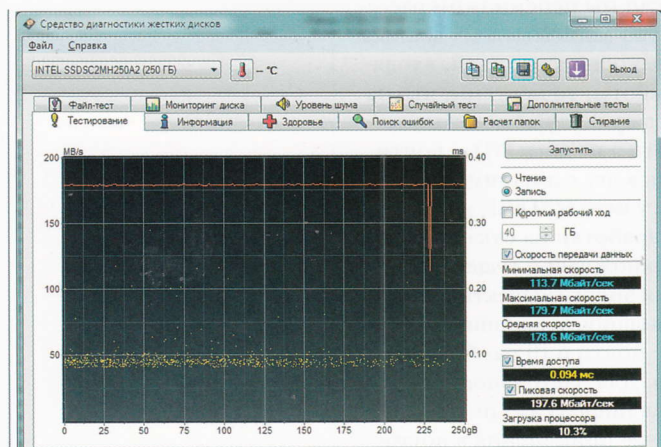 Средство диагностики жестких дисков
Файл Справка
INTEL SSDSC2MH250A2 (250 ГБ) – °C Выход
Файл-тест Мониторинг диска Уровень шума Случайный тест Дополнительные тесты
Тестирование Информация Здоровье Поиск ошибок Расчет папок Стирание
MB/s ms
200 0.40
150 0.30
100 0.20
50 0.10
0 25 50 75 100 125 150 175 200 225 250gB
Запустить
Чтение
Запись
Короткий рабочий ход
40 ГБ
Скорость передачи данных
Минимальная скорость
113.7 Мбайт/сек
Максимальная скорость
179.7 Мбайт/сек
Средняя скорость
178.6 Мбайт/сек
Время доступа
0.094 мс
Пиковая скорость
197.6 Мбайт/сек
Загрузка процессора
10.3%